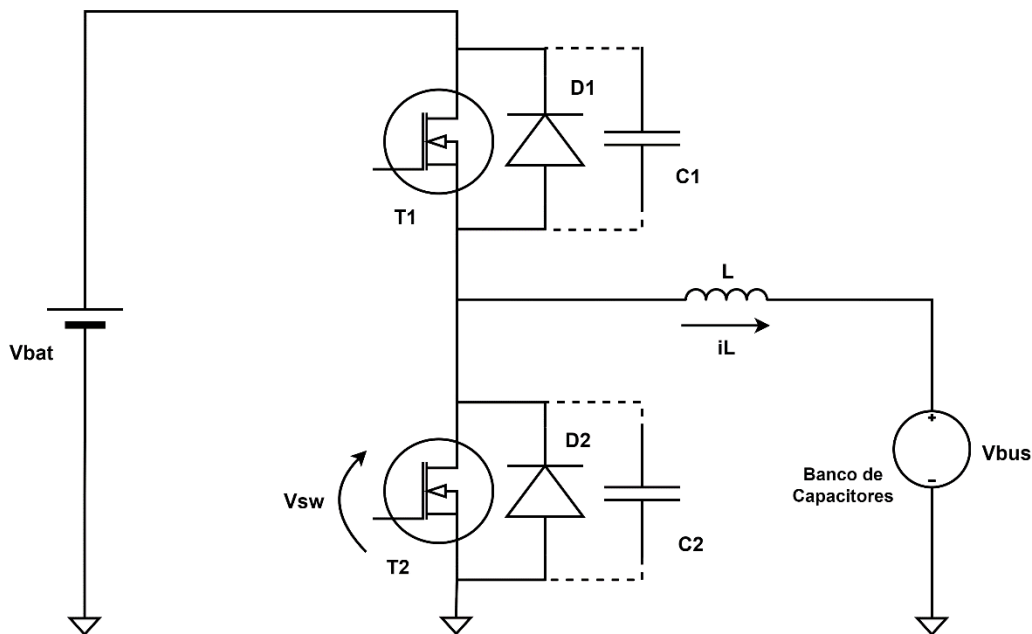 D1
C1
T1
L
Vbat
iL
D2
Vbus
Banco de
Capacitores
Vsw
C2
T2